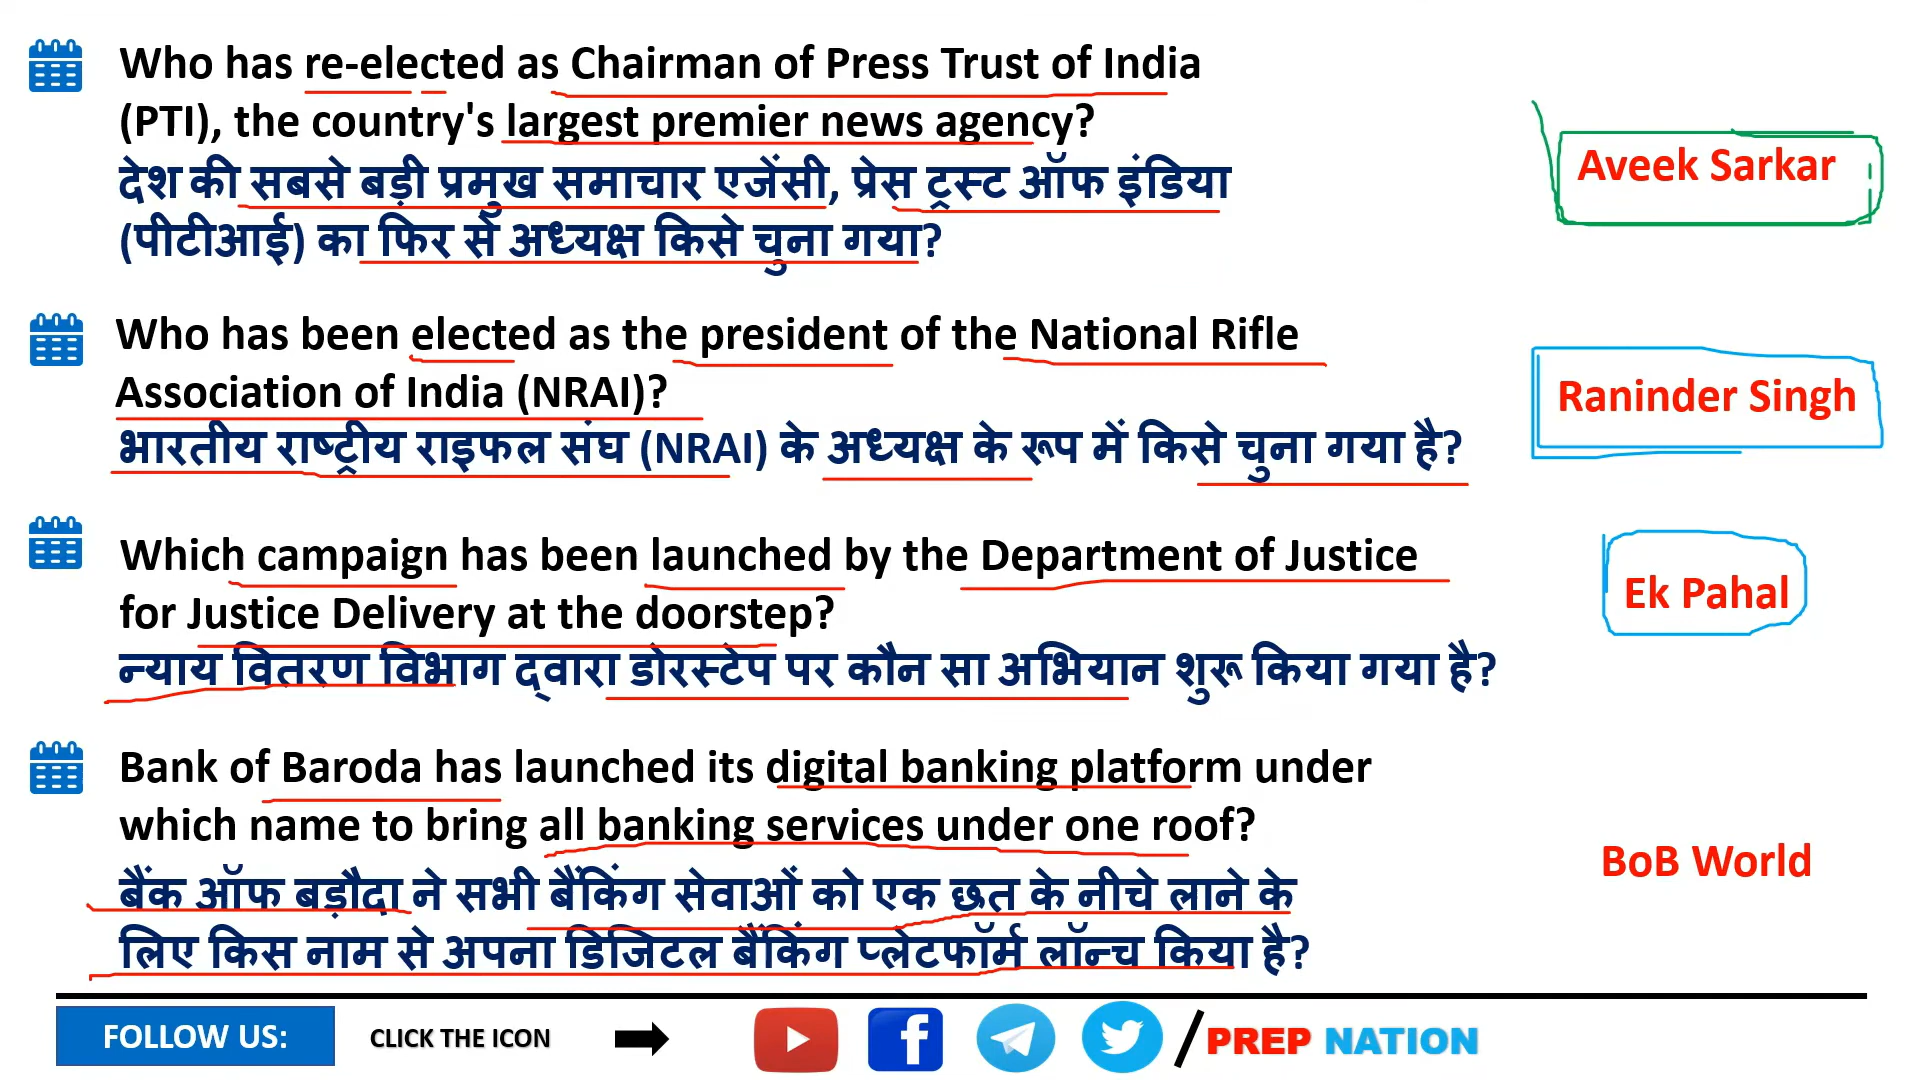 Who has re-elected as Chairman of Press Trust of India
(PTI), the country's largest premier news agency?
देश की सबसे बड़ी प्रमुख समाचार एजेंसी, प्रेस ट्रस्ट ऑफ इंडिया
(पीटीआई) का फिर से अध्यक्ष किसे चुना गया?
Aveek Sarkar
Who has been elected as the president of the National Rifle
Association of India (NRAI)?
भारतीय राष्ट्रीय राइफल संघ (NRAI) के अध्यक्ष के रूप में किसे चुना गया है?
Raninder Singh
Which campaign has been launched by the Department of Justice
for Justice Delivery at the doorstep?
न्याय वितरण विभाग द्वारा डोरस्टेप पर कौन सा अभियान शुरू किया गया है?
Ek Pahal
Bank of Baroda has launched its digital banking platform under
which name to bring all banking services under one roof?
बैंक ऑफ बड़ौदा ने सभी बैंकिंग सेवाओं को एक छत के नीचे लाने के
लिए किस नाम से अपना डिजिटल बैंकिंग प्लेटफॉर्म लॉन्च किया है?
BoB World
FOLLOW US:
CLICK THE ICON
/PREP NATION